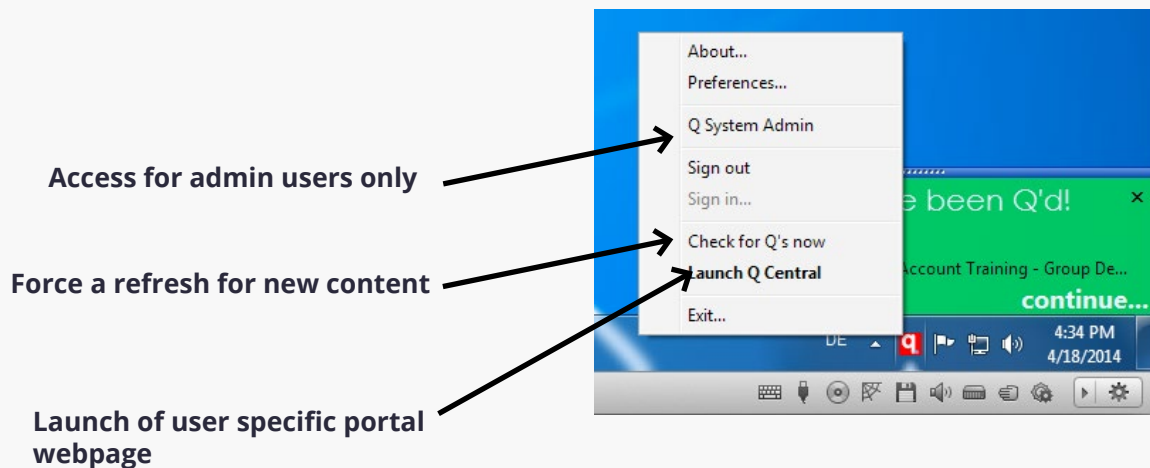 About...
Preferences...
Q System Admin
Access for admin users only
Sign out
Sign in...
e been Q'd!
Check for Q's now
Force a refresh for new content
Launch Q Central
Account Training - Group De...
continue...
Exit...
DE
q
4:34 PM
4/18/2014
Launch of user specific portal
webpage